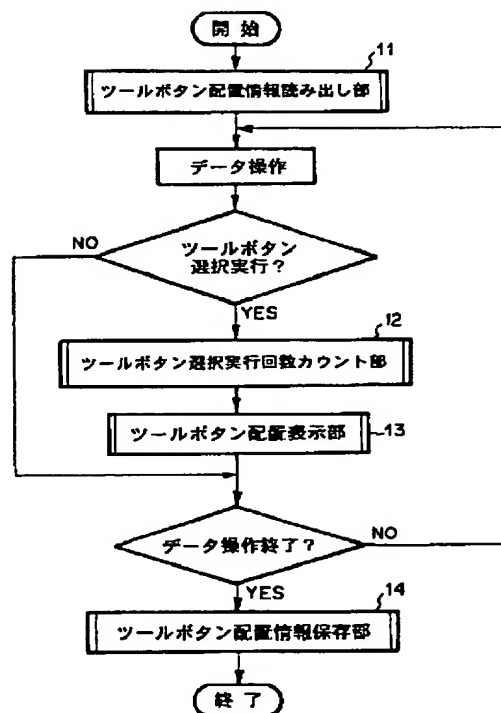 開始
11
ツールボタン配置情報読み出し部
データ操作
NO
ツールボタン
選択実行?
YES
12
ツールボタン選択実行回数カウント部
ツールボタン配置表示部
13
データ操作終了?
NO
YES
14
ツールボタン配置情報保存部
終了